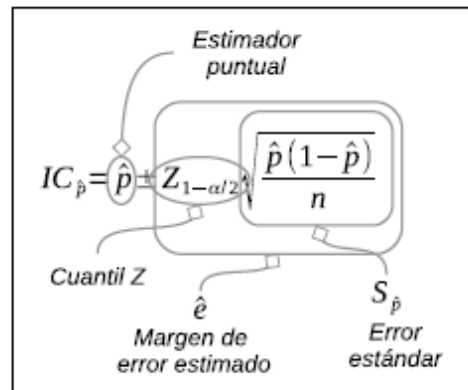 Estimador
puntual
IC_p̂ = p̂ ± Z_{1−α/2} √(p̂(1−p̂)/n)
Cuantil Z
ê
Margen de
error estimado
S_p̂
Error
estándar